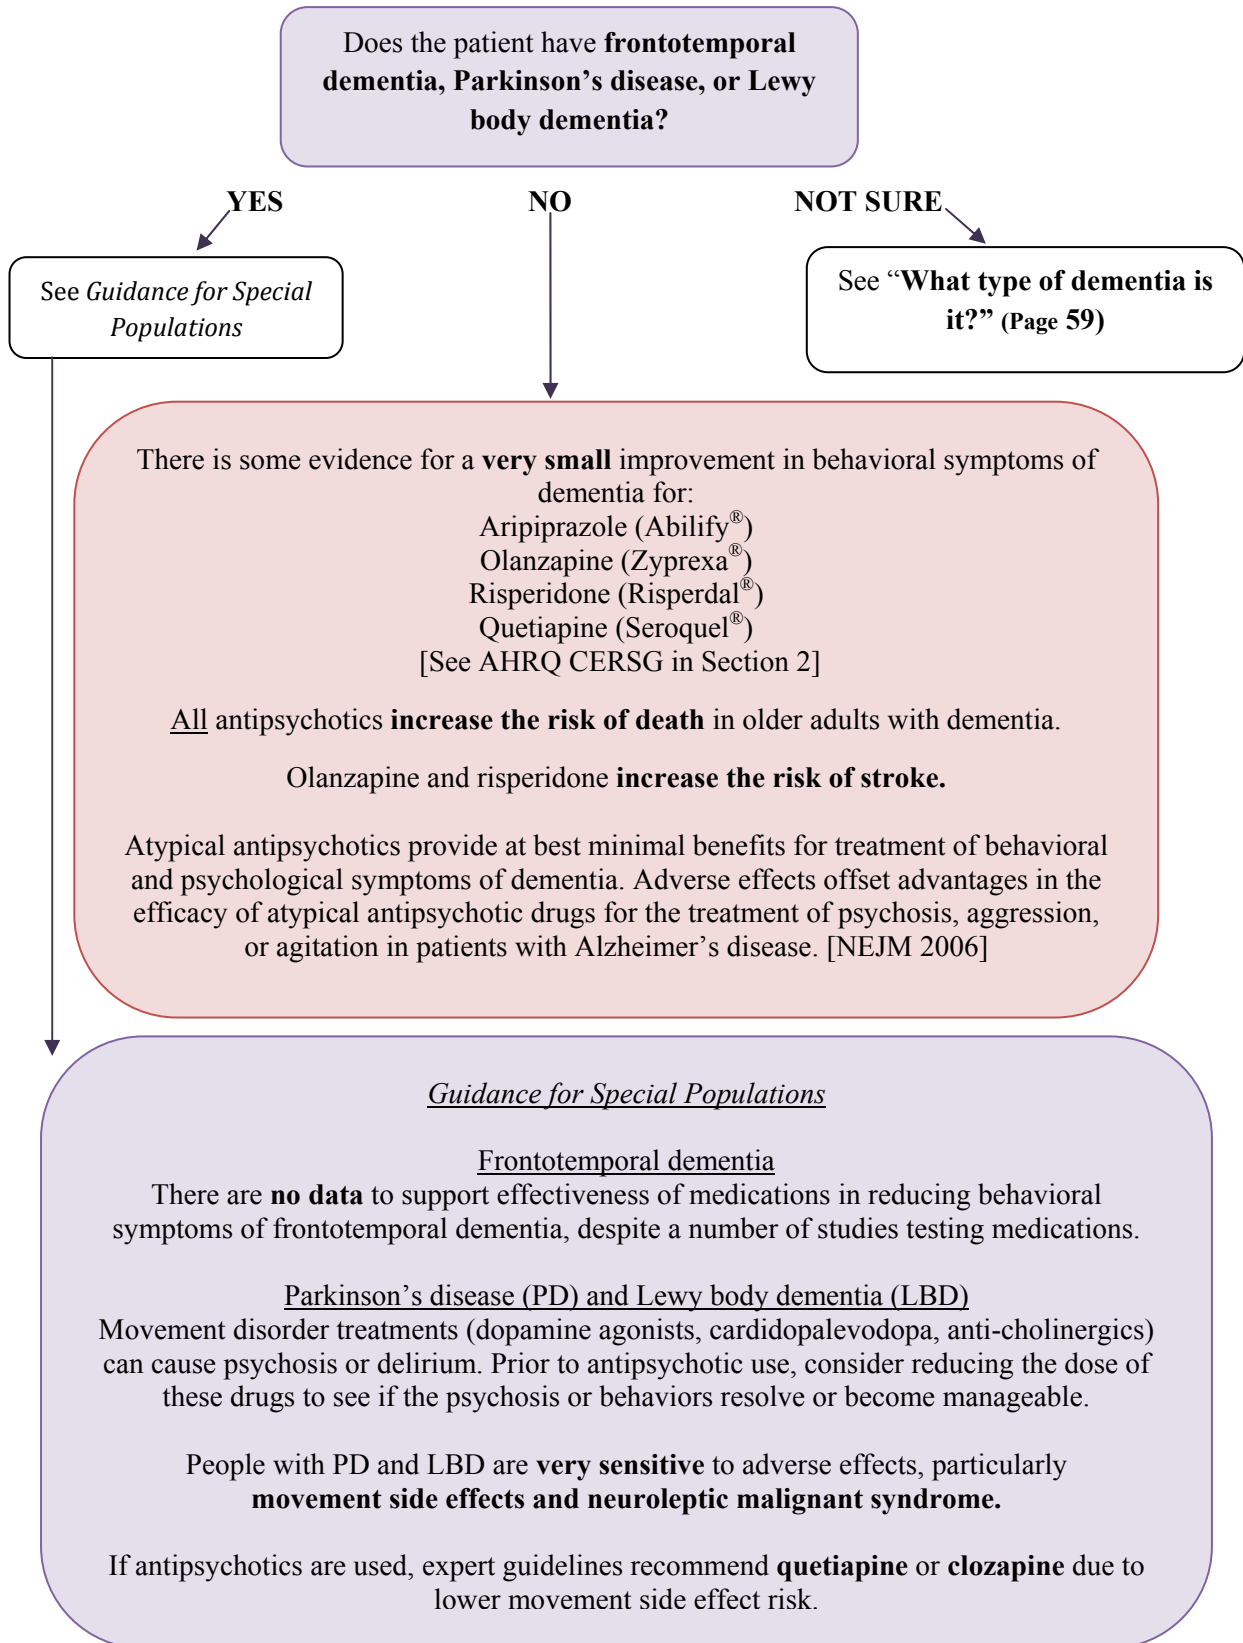 Does the patient have frontotemporal
dementia, Parkinson’s disease, or Lewy
body dementia?
YES
NO
NOT SURE
See Guidance for Special
Populations
See “What type of dementia is
it?” (Page 59)
There is some evidence for a very small improvement in behavioral symptoms of
dementia for:
Aripiprazole (Abilify®)
Olanzapine (Zyprexa®)
Risperidone (Risperdal®)
Quetiapine (Seroquel®)
[See AHRQ CERSG in Section 2]
All antipsychotics increase the risk of death in older adults with dementia.
Olanzapine and risperidone increase the risk of stroke.
Atypical antipsychotics provide at best minimal benefits for treatment of behavioral
and psychological symptoms of dementia. Adverse effects offset advantages in the
efficacy of atypical antipsychotic drugs for the treatment of psychosis, aggression,
or agitation in patients with Alzheimer’s disease. [NEJM 2006]
Guidance for Special Populations
Frontotemporal dementia
There are no data to support effectiveness of medications in reducing behavioral
symptoms of frontotemporal dementia, despite a number of studies testing medications.
Parkinson’s disease (PD) and Lewy body dementia (LBD)
Movement disorder treatments (dopamine agonists, cardidopalevodopa, anti-cholinergics)
can cause psychosis or delirium. Prior to antipsychotic use, consider reducing the dose of
these drugs to see if the psychosis or behaviors resolve or become manageable.
People with PD and LBD are very sensitive to adverse effects, particularly
movement side effects and neuroleptic malignant syndrome.
If antipsychotics are used, expert guidelines recommend quetiapine or clozapine due to
lower movement side effect risk.